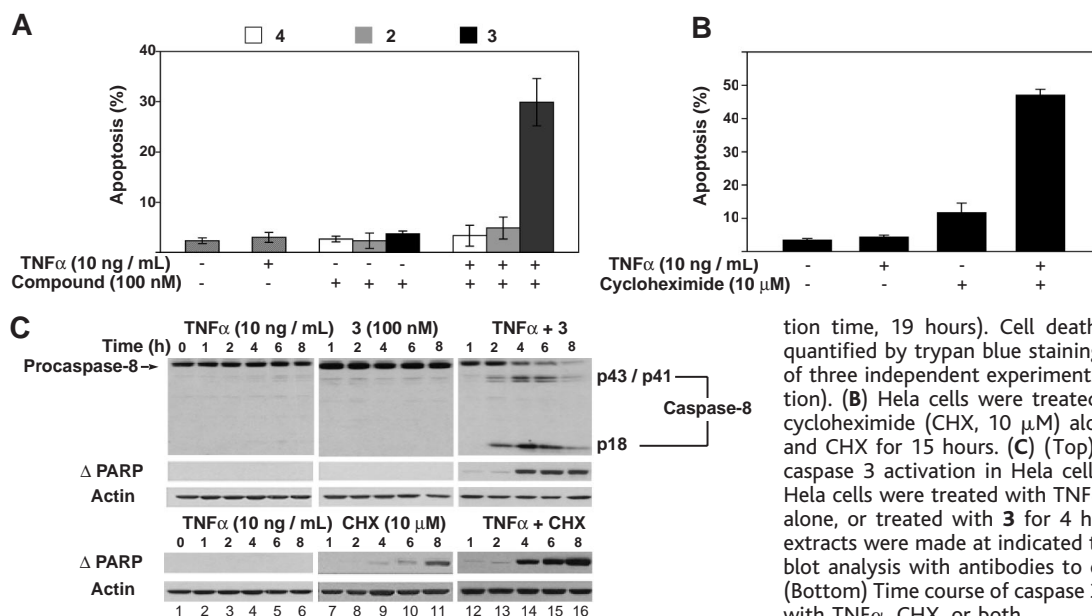 A
4 2 3
40
30
20
10
Apoptosis (%)
TNFα (10 ng / mL) - + - - - + + +
Compound (100 nM) - - + + + + + +
B
50
40
30
20
10
Apoptosis (%)
TNFα (10 ng / mL) - + - +
Cycloheximide (10 μM) - - + +
C
TNFα (10 ng / mL) 3 (100 nM) TNFα + 3
Time (h) 0 1 2 4 6 8 1 2 4 6 8 1 2 4 6 8
Procaspase-8→
p43 / p41
Caspase-8
p18
Δ PARP
Actin
TNFα (10 ng / mL) CHX (10 μM) TNFα + CHX
0 1 2 4 6 8 1 2 4 6 8 1 2 4 6 8
Δ PARP
Actin
1 2 3 4 5 6 7 8 9 10 11 12 13 14 15 16
tion time, 19 hours). Cell death
quantified by trypan blue staining
of three independent experiment
tion). (B) Hela cells were treated
cycloheximide (CHX, 10 μM) alo
and CHX for 15 hours. (C) (Top)
caspase 3 activation in Hela cell
Hela cells were treated with TNF
alone, or treated with 3 for 4 h
extracts were made at indicated t
blot analysis with antibodies to
(Bottom) Time course of caspase
with TNFα, CHX, or both